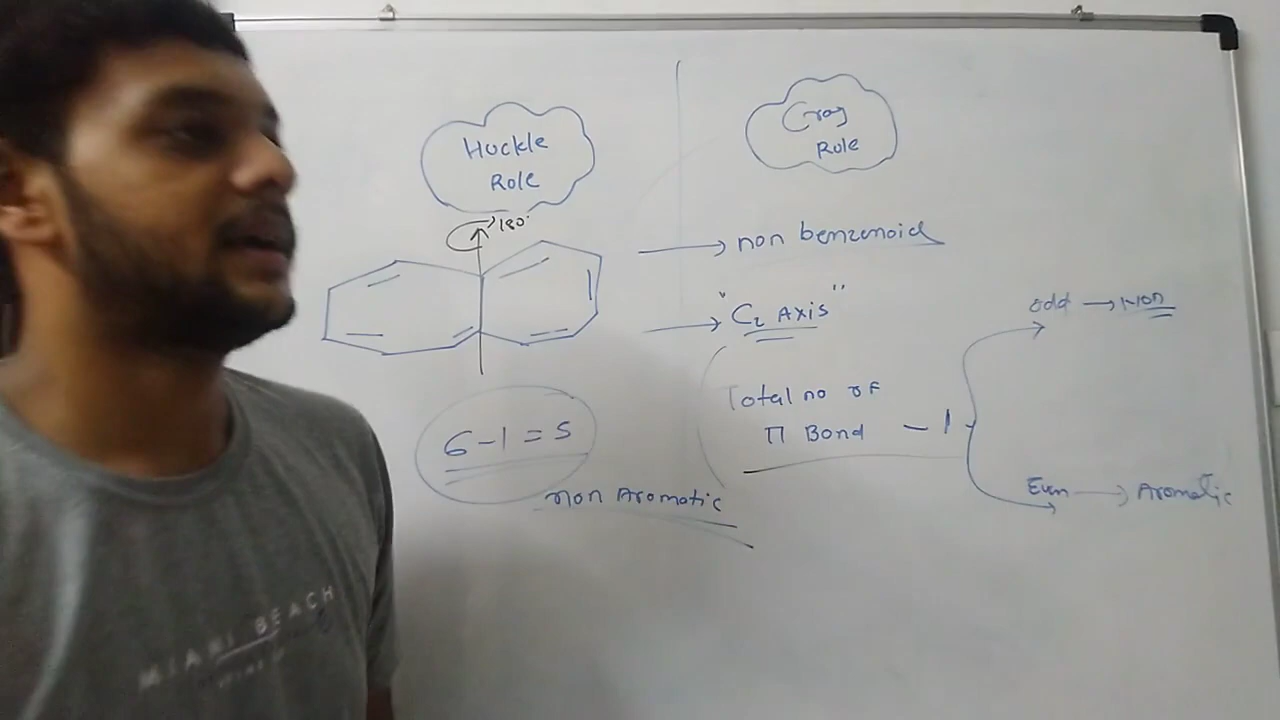 Huckle
Role
180°
6-1=5
non Aromatic
Crag
Role
non benzenoid
"C₂ Axis"
Total no of
π Bond - 1
odd → Non
Even → Aromatic
MIAMI BEACH